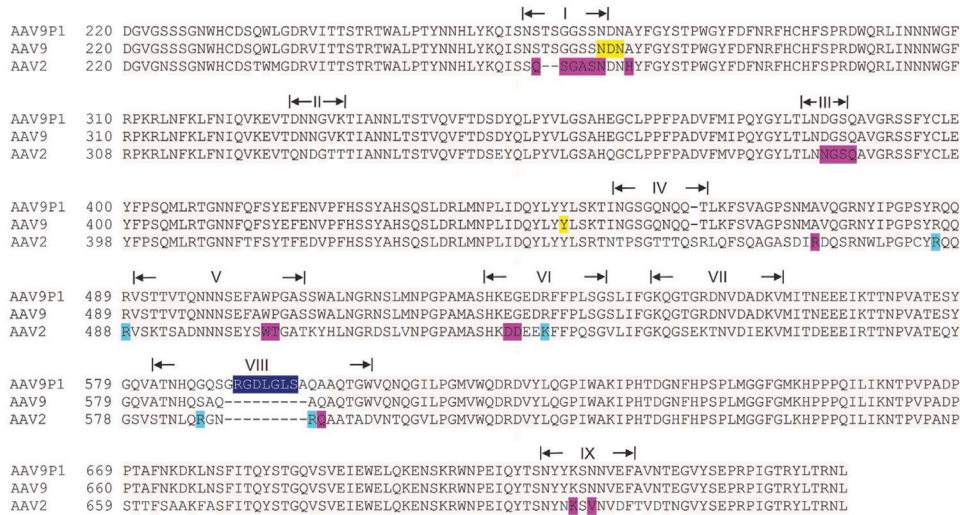 |← I →|
AAV9P1 220 DGVGSSSGNWHCDSQWLGDRVITTSTRTWALPTYNNHLYKQISNSTSGGSSNDNAYFGYSTPWGYFDFNRFHCHFSPRDWQRLINNNWGF
AAV9 220 DGVGSSSGNWHCDSQWLGDRVITTSTRTWALPTYNNHLYKQISNSTSGGSSNDNAYFGYSTPWGYFDFNRFHCHFSPRDWQRLINNNWGF
AAV2 220 DGVGNSSGNWHCDSTWMGDRVITTSTRTWALPTYNNHLYKQISSQ--SGASNDNHYFGYSTPWGYFDFNRFHCHFSPRDWQRLINNNWGF
|←II→| |←III→|
AAV9P1 310 RPKRLNFKLFNIQVKEVTDNNGVKTIANNLTSTVQVFTDSDYQLPYVLGSAHEGCLPPFPADVFMIPQYGYLTLNDGSQAVGRSSFYCLE
AAV9 310 RPKRLNFKLFNIQVKEVTDNNGVKTIANNLTSTVQVFTDSDYQLPYVLGSAHEGCLPPFPADVFMIPQYGYLTLNDGSQAVGRSSFYCLE
AAV2 308 RPKRLNFKLFNIQVKEVTQNDGTTTIANNLTSTVQVFTDSEYQLPYVLGSAHQGCLPPFPADVFMVPQYGYLTLNNGSQAVGRSSFYCLE
|← IV →|
AAV9P1 400 YFPSQMLRTGNNFQFSYEFENVPFHSSYAHSQSLDRLMNPLIDQYLYYLSKTINGSGQNQQ-TLKFSVAGPSNMAVQGRNYIPGPSYRQQ
AAV9 400 YFPSQMLRTGNNFQFSYEFENVPFHSSYAHSQSLDRLMNPLIDQYLYYLSKTINGSGQNQQ-TLKFSVAGPSNMAVQGRNYIPGPSYRQQ
AAV2 398 YFPSQMLRTGNNFTFSYTFEDVPFHSSYAHSQSLDRLMNPLIDQYLYYLSRTNTPSGTTTQSRLQFSQAGASDIRDQSRNWLPGPCYRQQ
|← V →| |← VI →| |← VII →|
AAV9P1 489 RVSTTVTQNNNSEFAWPGASSWALNGRNSLMNPGPAMASHKEGEDRFFPLSGSLIFGKQGTGRDNVDADKVMITNEEEIKTTNPVATESY
AAV9 489 RVSTTVTQNNNSEFAWPGASSWALNGRNSLMNPGPAMASHKEGEDRFFPLSGSLIFGKQGTGRDNVDADKVMITNEEEIKTTNPVATESY
AAV2 488 RVSKTSADNNNSEYSWTGATKYHLNGRDSLVNPGPAMASHKDDEEKFFPQSGVLIFGKQGSEKTNVDIEKVMITDEEEIRTTNPVATEQY
|← VIII →|
AAV9P1 579 GQVATNHQGQSGRGDLGLSAQAAQTGWVQNQGILPGMVWQDRDVYLQGPIWAKIPHTDGNFHPSPLMGGFGMKHPPPQILIKNTPVPADP
AAV9 579 GQVATNHQSAQ---------AQAQTGWVQNQGILPGMVWQDRDVYLQGPIWAKIPHTDGNFHPSPLMGGFGMKHPPPQILIKNTPVPADP
AAV2 578 GSVSTNLQRGN---------RQAATADVNTQGVLPGMVWQDRDVYLQGPIWAKIPHTDGHFHPSPLMGGFGLKHPPPQILIKNTPVPANP
|← IX →|
AAV9P1 669 PTAFNKDKLNSFITQYSTGQVSVEIEWELQKENSKRWNPEIQYTSNYYKSNNVEFAVNTEGVYSEPRPIGTRYLTRNL
AAV9 660 PTAFNKDKLNSFITQYSTGQVSVEIEWELQKENSKRWNPEIQYTSNYYKSNNVEFAVNTEGVYSEPRPIGTRYLTRNL
AAV2 659 STTFSAAKFASFITQYSTGQVSVEIEWELQKENSKRWNPEIQYTSNYNKSVNVDFTVDTNGVYSEPRPIGTRYLTRNL